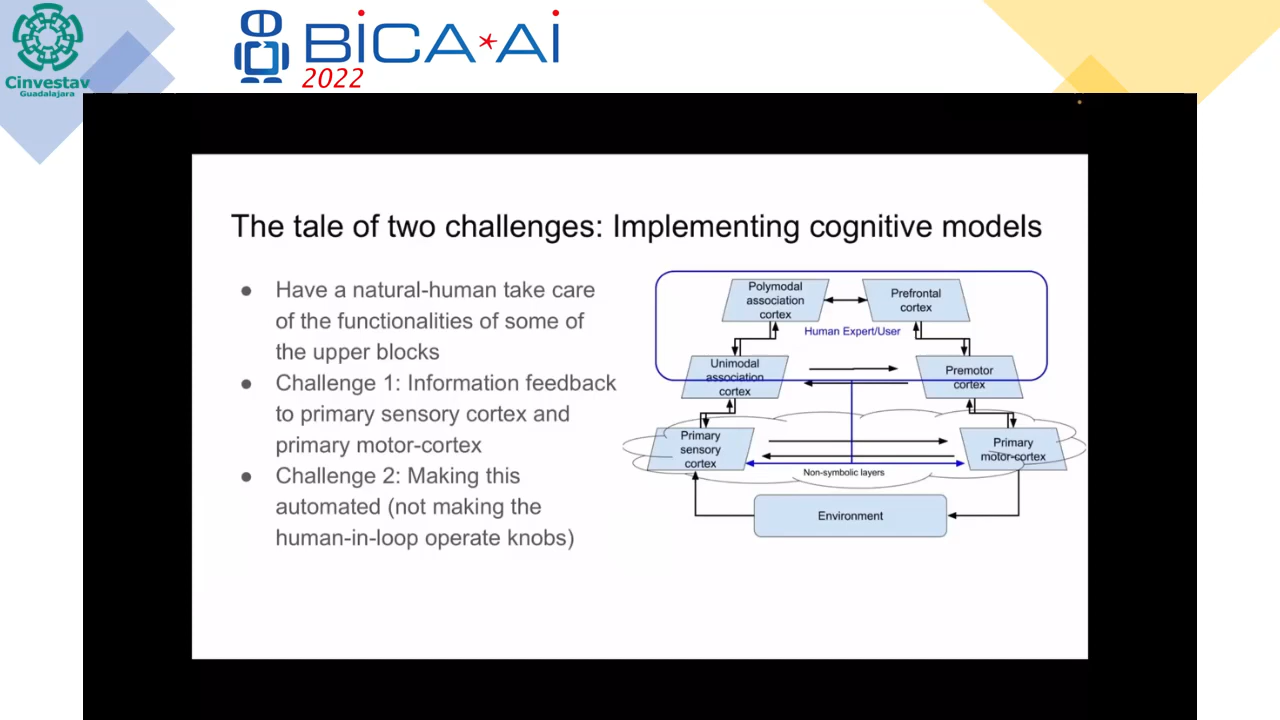 Cinvestav
Guadalajara
BiCA*Ai
2022
The tale of two challenges: Implementing cognitive models
● Have a natural-human take care
of the functionalities of some of
the upper blocks
● Challenge 1: Information feedback
to primary sensory cortex and
primary motor-cortex
● Challenge 2: Making this
automated (not making the
human-in-loop operate knobs)
Polymodal
association
cortex
Prefrontal
cortex
Human Expert/User
Unimodal
association
cortex
Premotor
cortex
Primary
sensory
cortex
Primary
motor-cortex
Non-symbolic layers
Environment